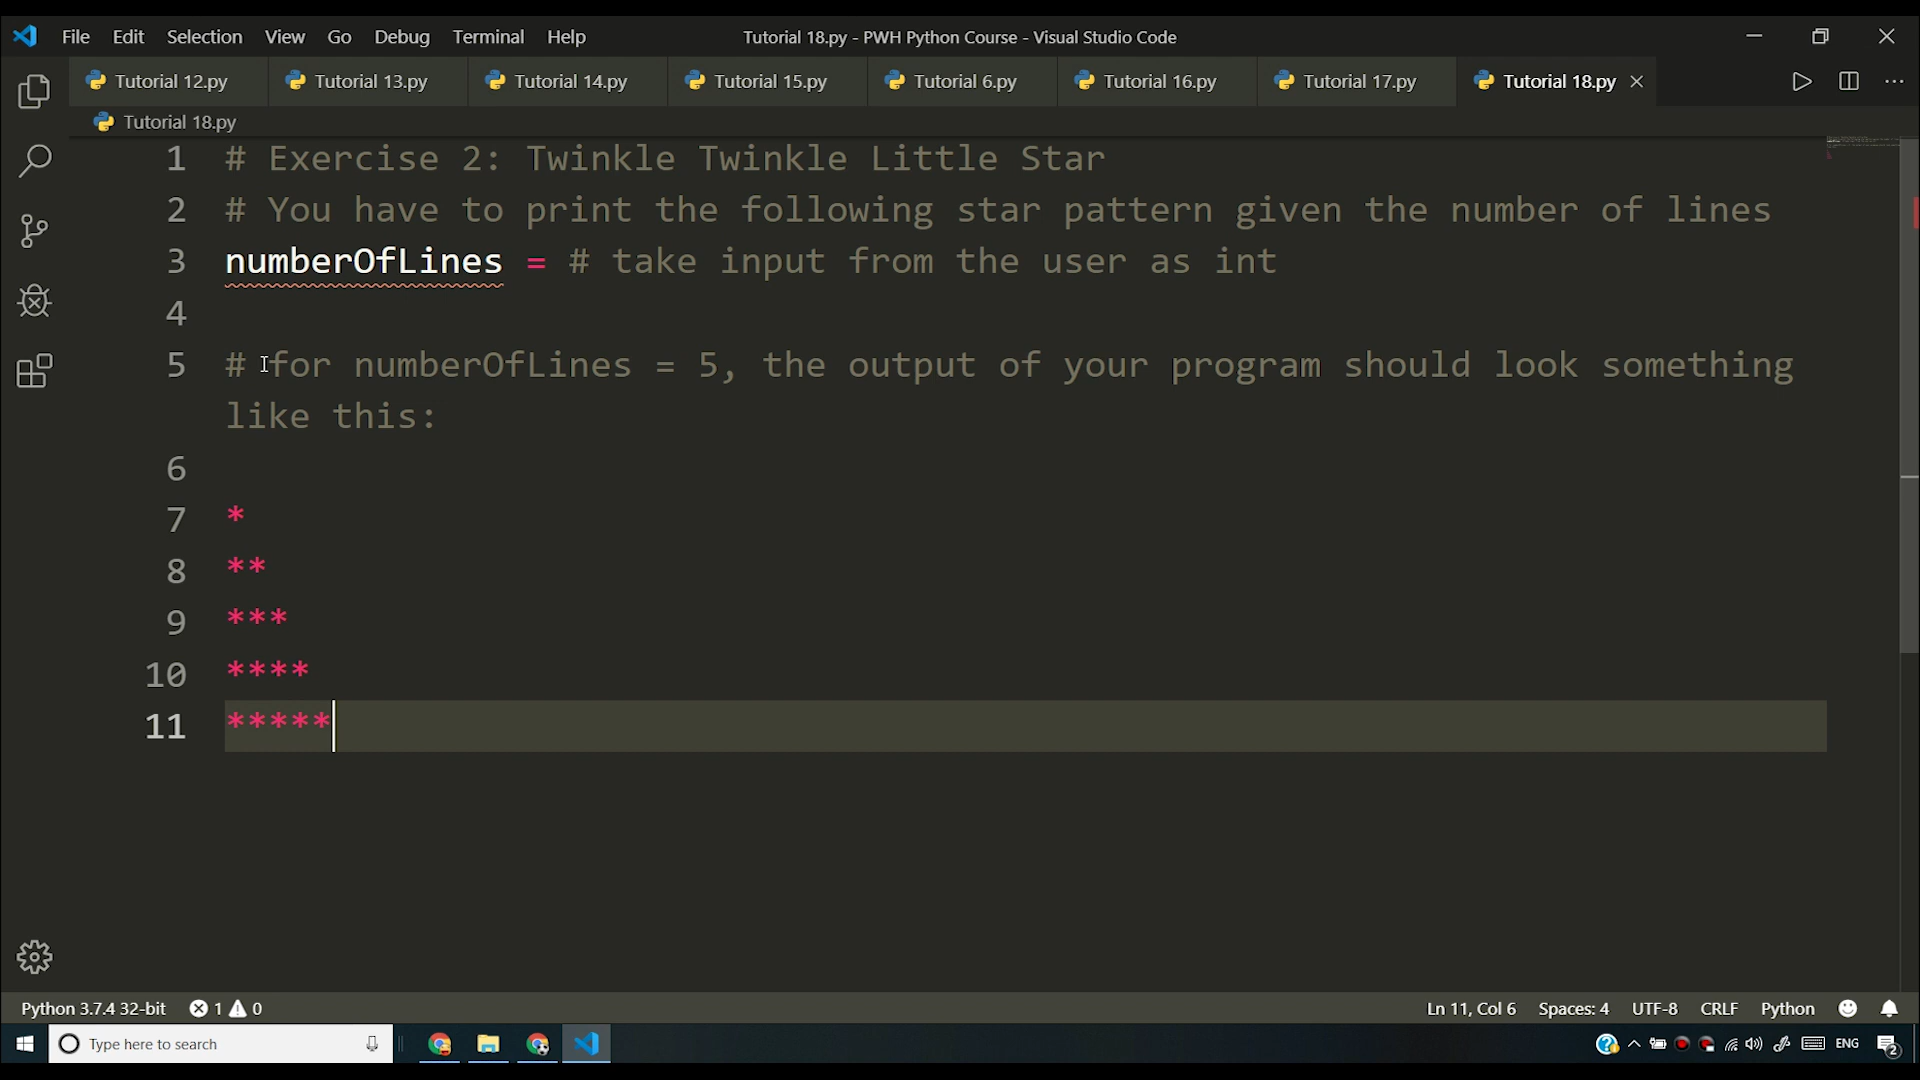 File Edit Selection View Go Debug Terminal Help Tutorial 18.py - PWH Python Course - Visual Studio Code
Tutorial 12.py Tutorial 13.py Tutorial 14.py Tutorial 15.py Tutorial 6.py Tutorial 16.py Tutorial 17.py Tutorial 18.py
Tutorial 18.py
1 # Exercise 2: Twinkle Twinkle Little Star
2 # You have to print the following star pattern given the number of lines
3 numberOfLines = # take input from the user as int
4
5 # for numberOfLines = 5, the output of your program should look something
like this:
6
7 *
8 **
9 ***
10 ****
11 *****
Python 3.7.4 32-bit 1 0 Ln 11, Col 6 Spaces: 4 UTF-8 CRLF Python
Type here to search ENG 2